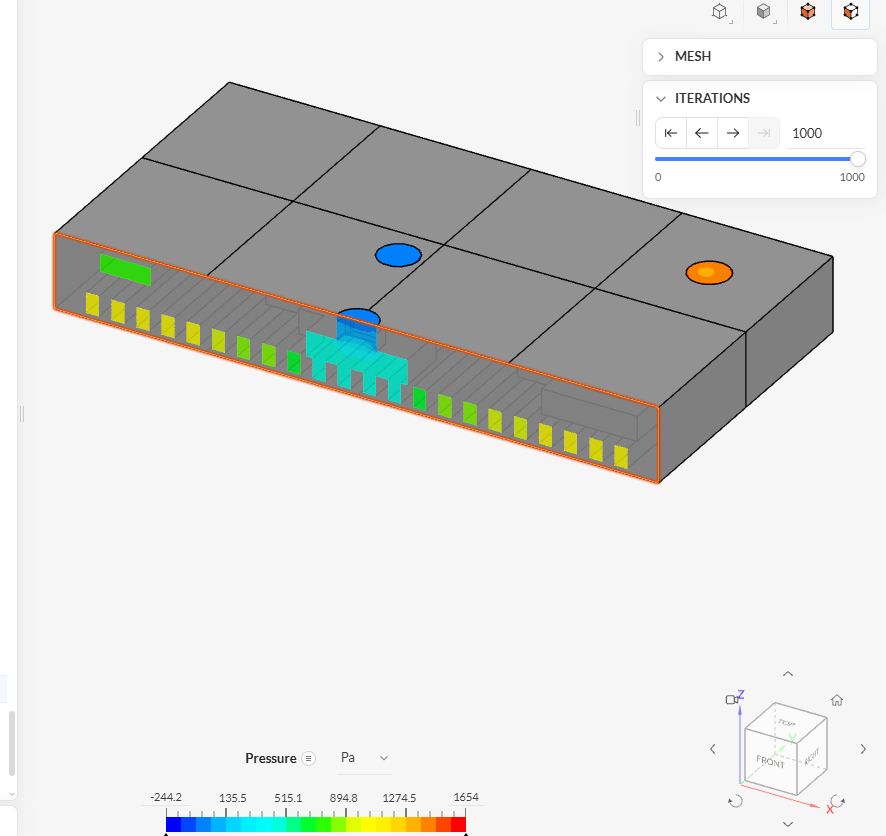 MESH
ITERATIONS
1000
0 1000
Z
TOP
Y
FRONT
RIGHT
X
Pressure Pa
-244.2 135.5 515.1 894.8 1274.5 1654